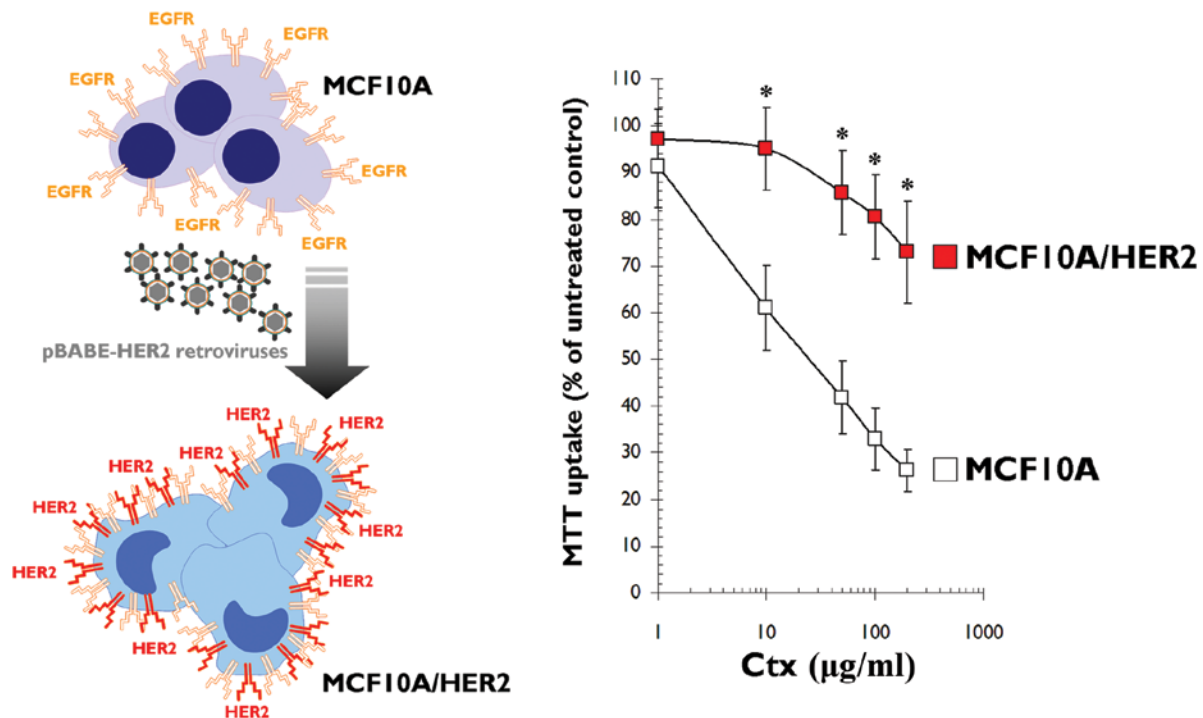 EGFR
EGFR
EGFR
EGFR
MCF10A
EGFR
EGFR
EGFR
EGFR
EGFR
pBABE-HER2 retroviruses
HER2
HER2
HER2
HER2
HER2
HER2
HER2
HER2
HER2
HER2
HER2
HER2
MCF10A/HER2
MTT uptake (% of untreated control)
110
100
90
80
70
60
50
40
30
20
10
0
*
*
*
*
MCF10A/HER2
MCF10A
1
10
100
1000
Ctx (µg/ml)